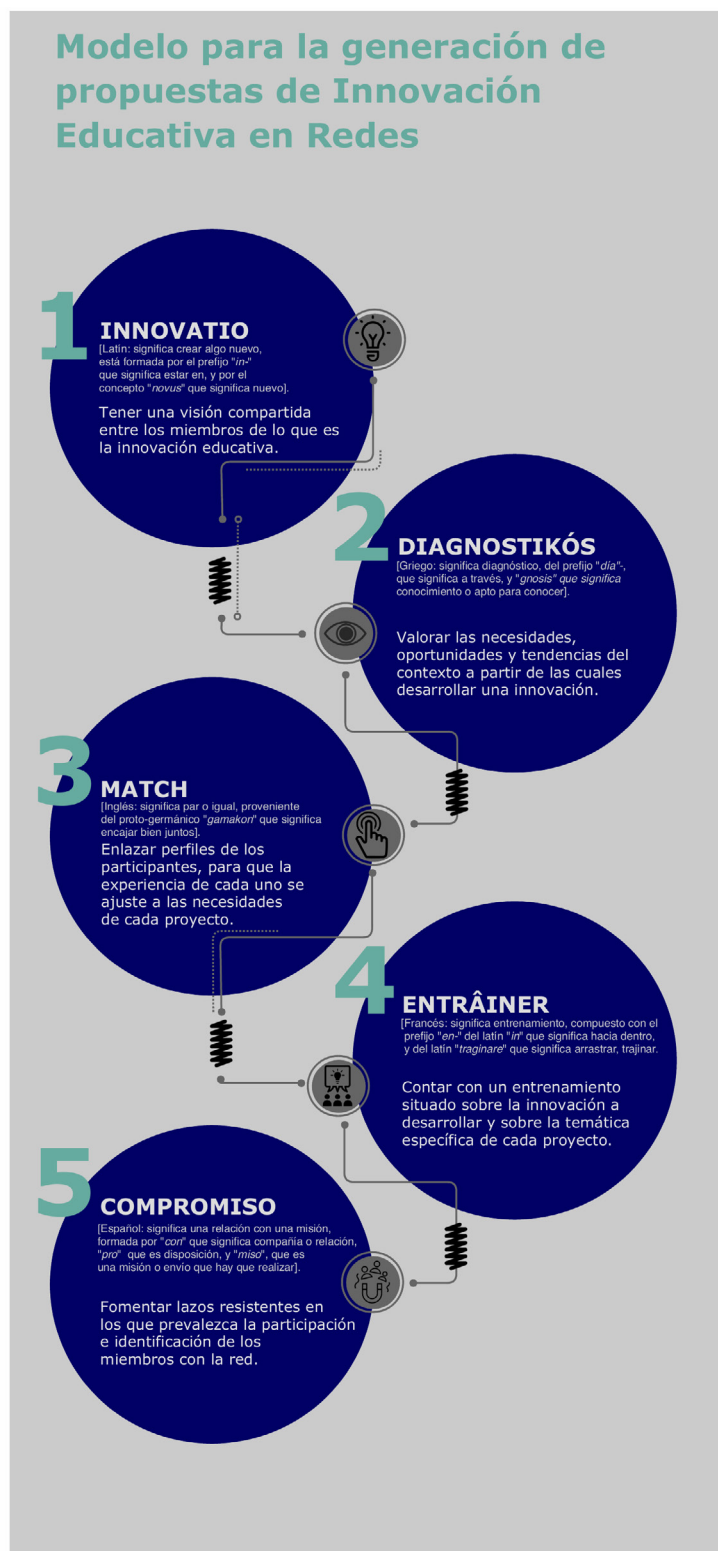 Modelo para la generación de
propuestas de Innovación
Educativa en Redes
1
INNOVATIO
[Latín: significa crear algo nuevo,
está formada por el prefijo "in-"
que significa estar en, y por el
concepto "novus" que significa nuevo].
Tener una visión compartida
entre los miembros de lo que es
la innovación educativa.
2
DIAGNOSTIKÓS
[Griego: significa diagnóstico, del prefijo "día"-,
que significa a través, y "gnosis" que significa
conocimiento o apto para conocer].
Valorar las necesidades,
oportunidades y tendencias del
contexto a partir de las cuales
desarrollar una innovación.
3
MATCH
[Inglés: significa par o igual, proveniente
del proto-germánico "gamakon" que significa
encajar bien juntos].
Enlazar perfiles de los
participantes, para que la
experiencia de cada uno se
ajuste a las necesidades
de cada proyecto.
4
ENTRÂINER
[Francés: significa entrenamiento, compuesto con el
prefijo "en-" del latín "in" que significa hacia dentro,
y del latín "traginare" que significa arrastrar, trajinar.
Contar con un entrenamiento
situado sobre la innovación a
desarrollar y sobre la temática
específica de cada proyecto.
5
COMPROMISO
[Español: significa una relación con una misión,
formada por "con" que significa compañía o relación,
"pro" que es disposición, y "miso", que es
una misión o envío que hay que realizar].
Fomentar lazos resistentes en
los que prevalezca la participación
e identificación de los
miembros con la red.